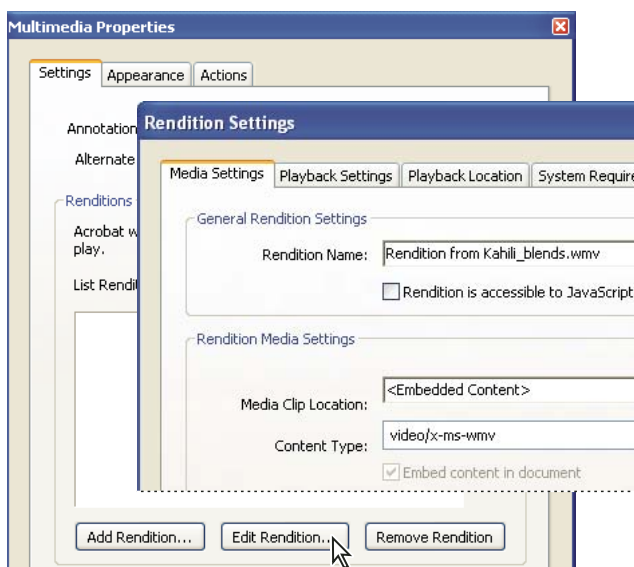 Multimedia Properties
Settings Appearance Actions
Annotation
Alternate
Renditions
Acrobat w
play.
List Rendi
Rendition Settings
Media Settings Playback Settings Playback Location System Require
General Rendition Settings
Rendition Name: Rendition from Kahili_blends.wmv
Rendition is accessible to JavaScript
Rendition Media Settings
Media Clip Location: <Embedded Content>
Content Type: video/x-ms-wmv
Embed content in document
Add Rendition... Edit Rendition... Remove Rendition